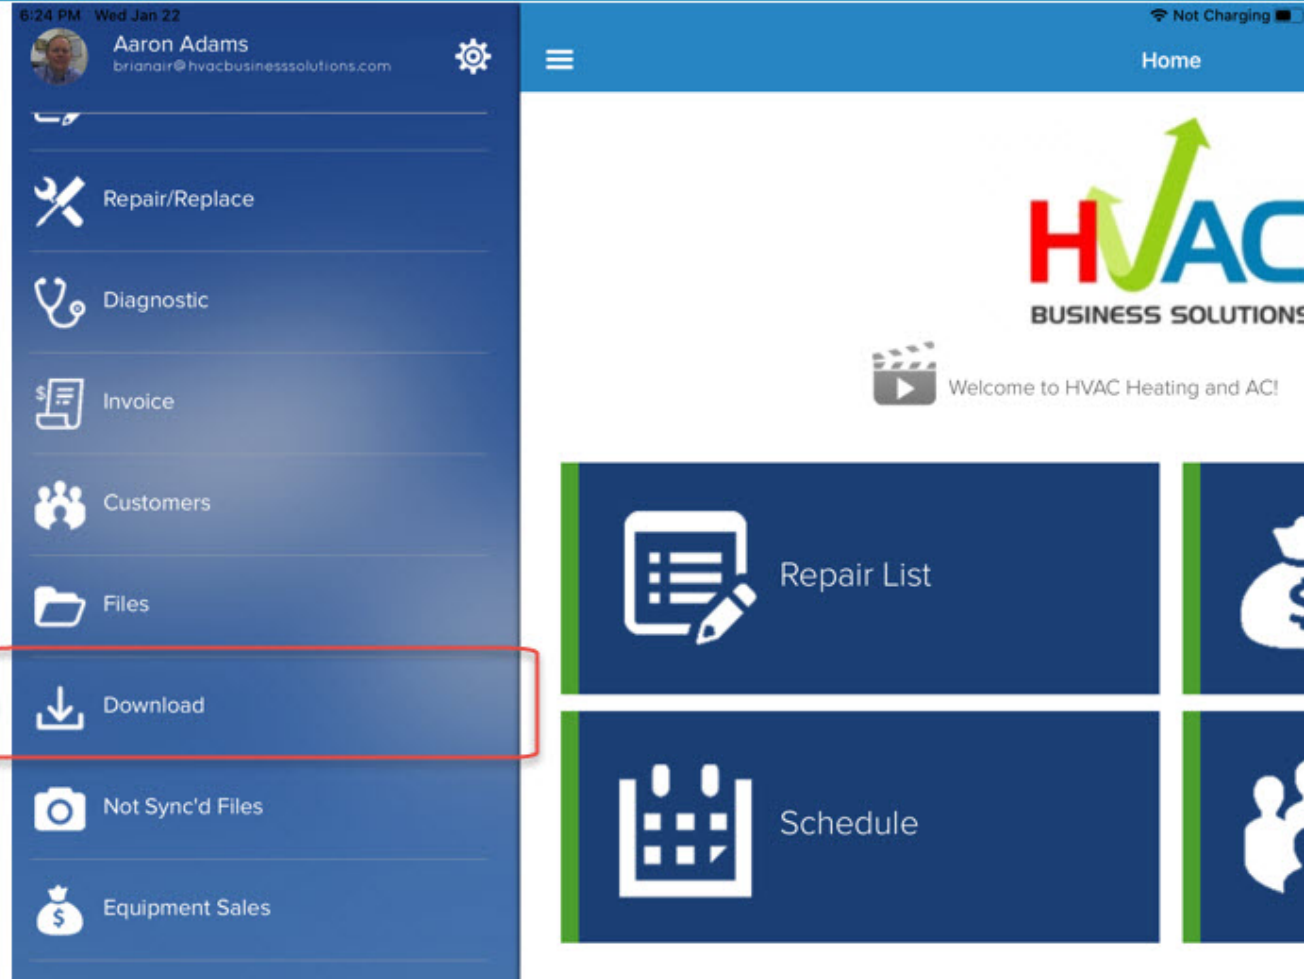 6:24 PM Wed Jan 22
Not Charging
Aaron Adams
brianair@hvacbusinesssolutions.com
Home
Repair/Replace
Diagnostic
Invoice
Customers
Files
Download
Not Sync'd Files
Equipment Sales
HVAC
BUSINESS SOLUTIONS
Welcome to HVAC Heating and AC!
Repair List
Schedule